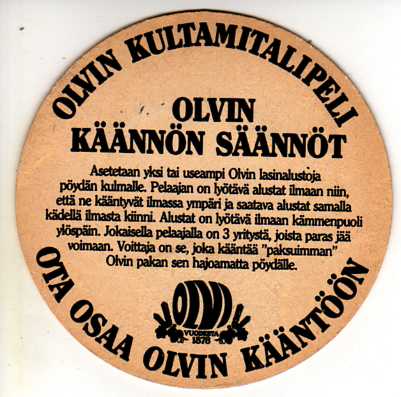 OLVIN KULTAMITALIPELI
OLVIN
KÄÄNNÖN SÄÄNNÖT
Asetetaan yksi tai useampi Olvin lasinalustoja
pöydän kulmalle. Pelaajan on lyötävä alustat ilmaan niin,
että ne kääntyvät ilmassa ympäri ja saatava alustat samalla
kädellä ilmasta kiinni. Alustat on lyötävä ilmaan kämmenpuoli
ylöspäin. Jokaisella pelaajalla on 3 yritystä, joista paras jää
voimaan. Voittaja on se, joka kääntää "paksuimman"
Olvin pakan sen hajoamatta pöydälle.
OLVI
VUODESTA
1878
OTA OSAA OLVIN KÄÄNTÖÖN